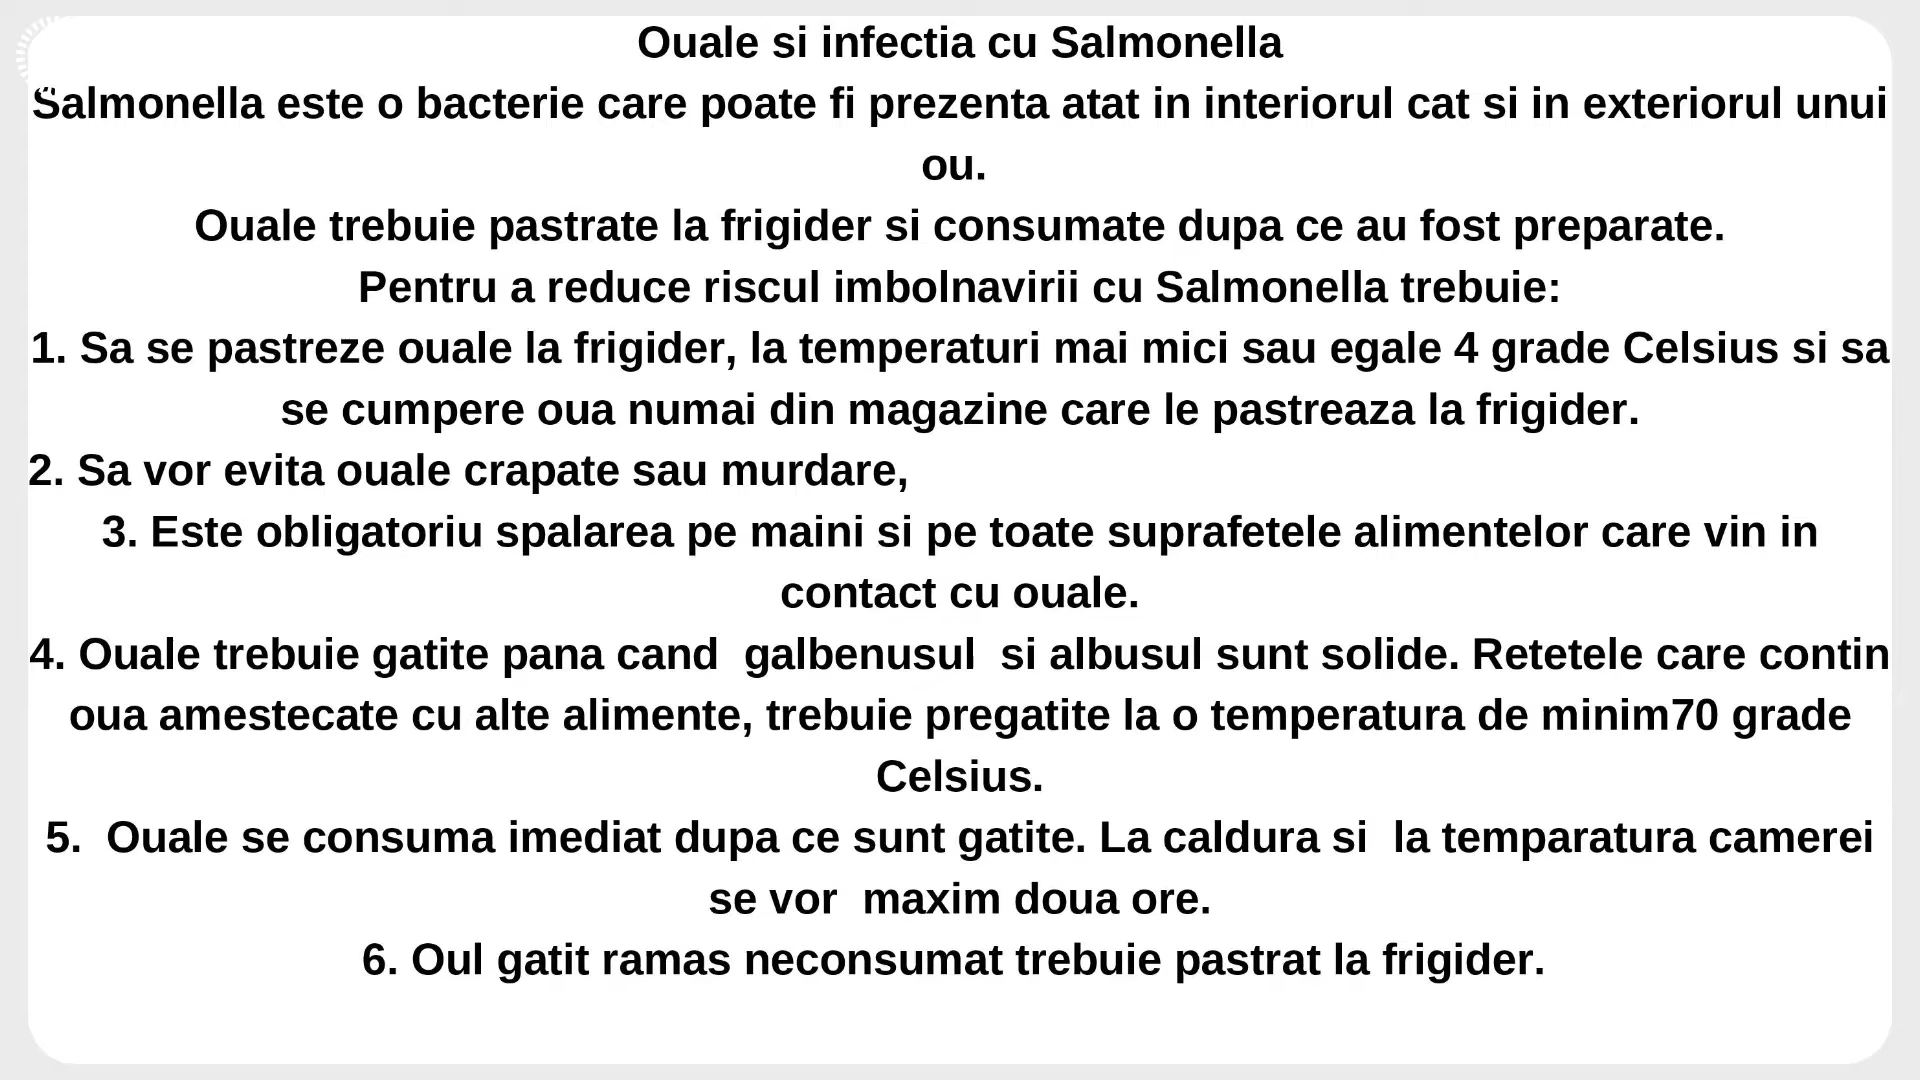 Ouale si infectia cu Salmonella
Salmonella este o bacterie care poate fi prezenta atat in interiorul cat si in exteriorul unui
ou.
Ouale trebuie pastrate la frigider si consumate dupa ce au fost preparate.
Pentru a reduce riscul imbolnavirii cu Salmonella trebuie:
1. Sa se pastreze ouale la frigider, la temperaturi mai mici sau egale 4 grade Celsius si sa
se cumpere oua numai din magazine care le pastreaza la frigider.
2. Sa vor evita ouale crapate sau murdare,
3. Este obligatoriu spalarea pe maini si pe toate suprafetele alimentelor care vin in
contact cu ouale.
4. Ouale trebuie gatite pana cand  galbenusul  si albusul sunt solide. Retetele care contin
oua amestecate cu alte alimente, trebuie pregatite la o temperatura de minim70 grade
Celsius.
5.  Ouale se consuma imediat dupa ce sunt gatite. La caldura si  la temparatura camerei
se vor  maxim doua ore.
6. Oul gatit ramas neconsumat trebuie pastrat la frigider.